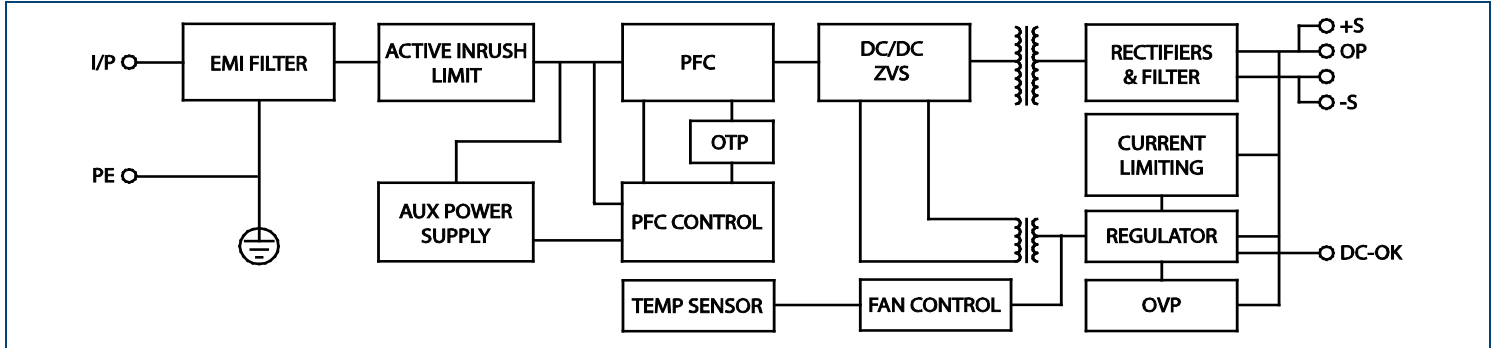 I/P
EMI FILTER
ACTIVE INRUSH
LIMIT
PFC
DC/DC
ZVS
RECTIFIERS
& FILTER
+S
OP
-S
OTP
CURRENT
LIMITING
PE
AUX POWER
SUPPLY
PFC CONTROL
REGULATOR
DC-OK
TEMP SENSOR
FAN CONTROL
OVP